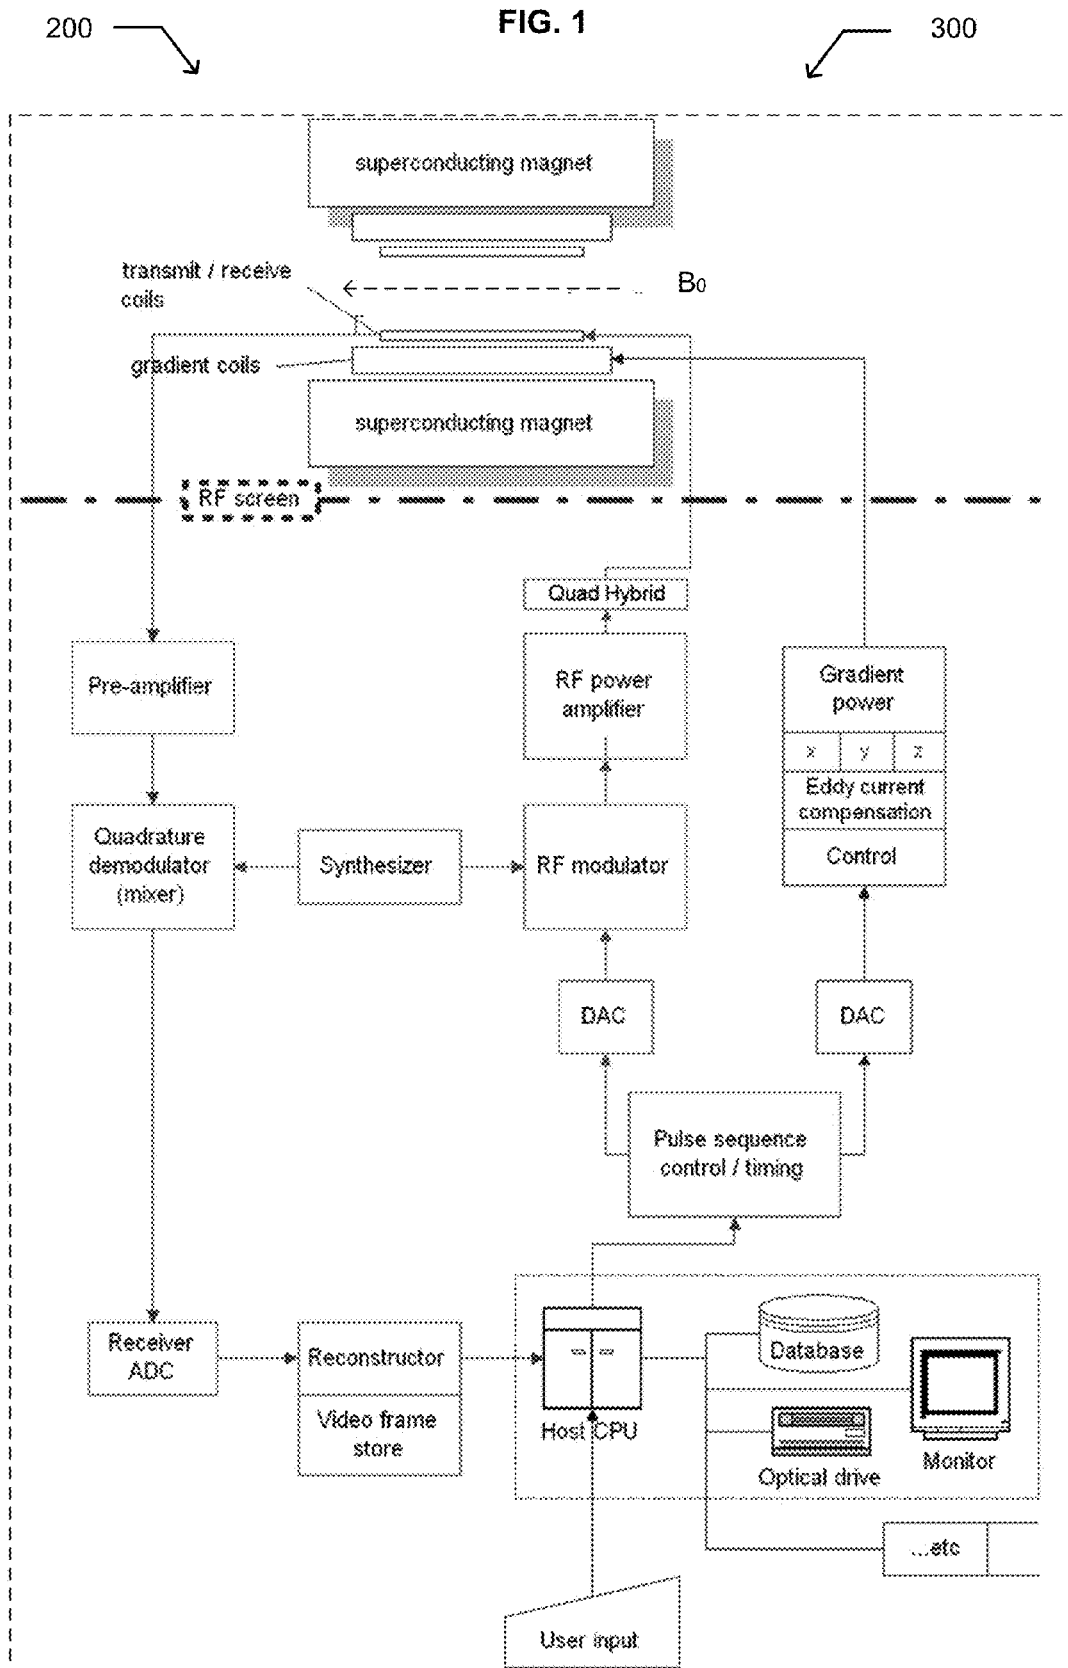 FIG. 1
200
300
superconducting magnet
transmit / receive
coils
B0
gradient coils
superconducting magnet
RF screen
Quad Hybrid
Pre-amplifier
RF power
amplifier
Gradient
power
x y z
Eddy current
compensation
Control
Quadrature
demodulator
(mixer)
Synthesizer
RF modulator
DAC
DAC
Pulse sequence
control / timing
Receiver
ADC
Reconstructor
Video frame
store
Host CPU
Database
Optical drive
Monitor
...etc
User input